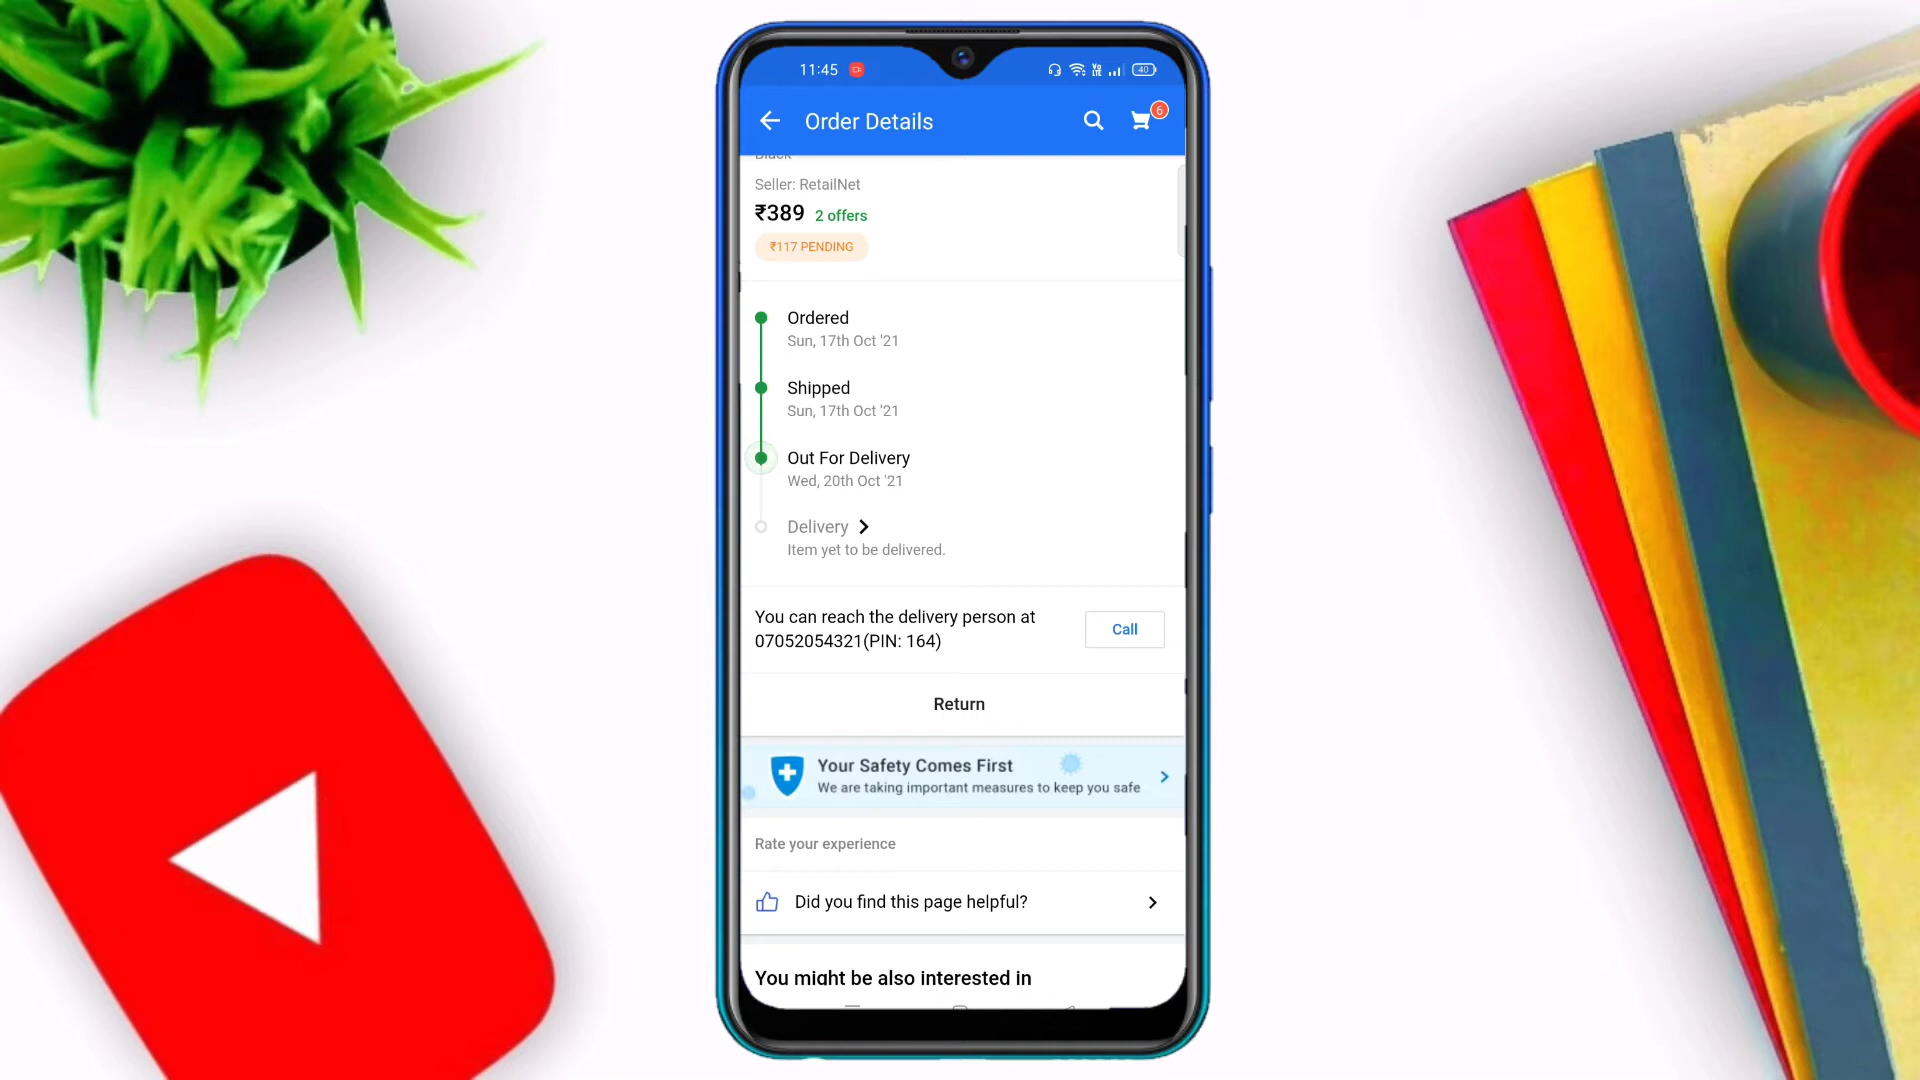 11:45
40
Order Details
6
Black
Seller: RetailNet
₹389 2 offers
₹117 PENDING
Ordered
Sun, 17th Oct '21
Shipped
Sun, 17th Oct '21
Out For Delivery
Wed, 20th Oct '21
Delivery
Item yet to be delivered.
You can reach the delivery person at
07052054321(PIN: 164)
Call
Return
Your Safety Comes First
We are taking important measures to keep you safe
Rate your experience
Did you find this page helpful?
You might be also interested in